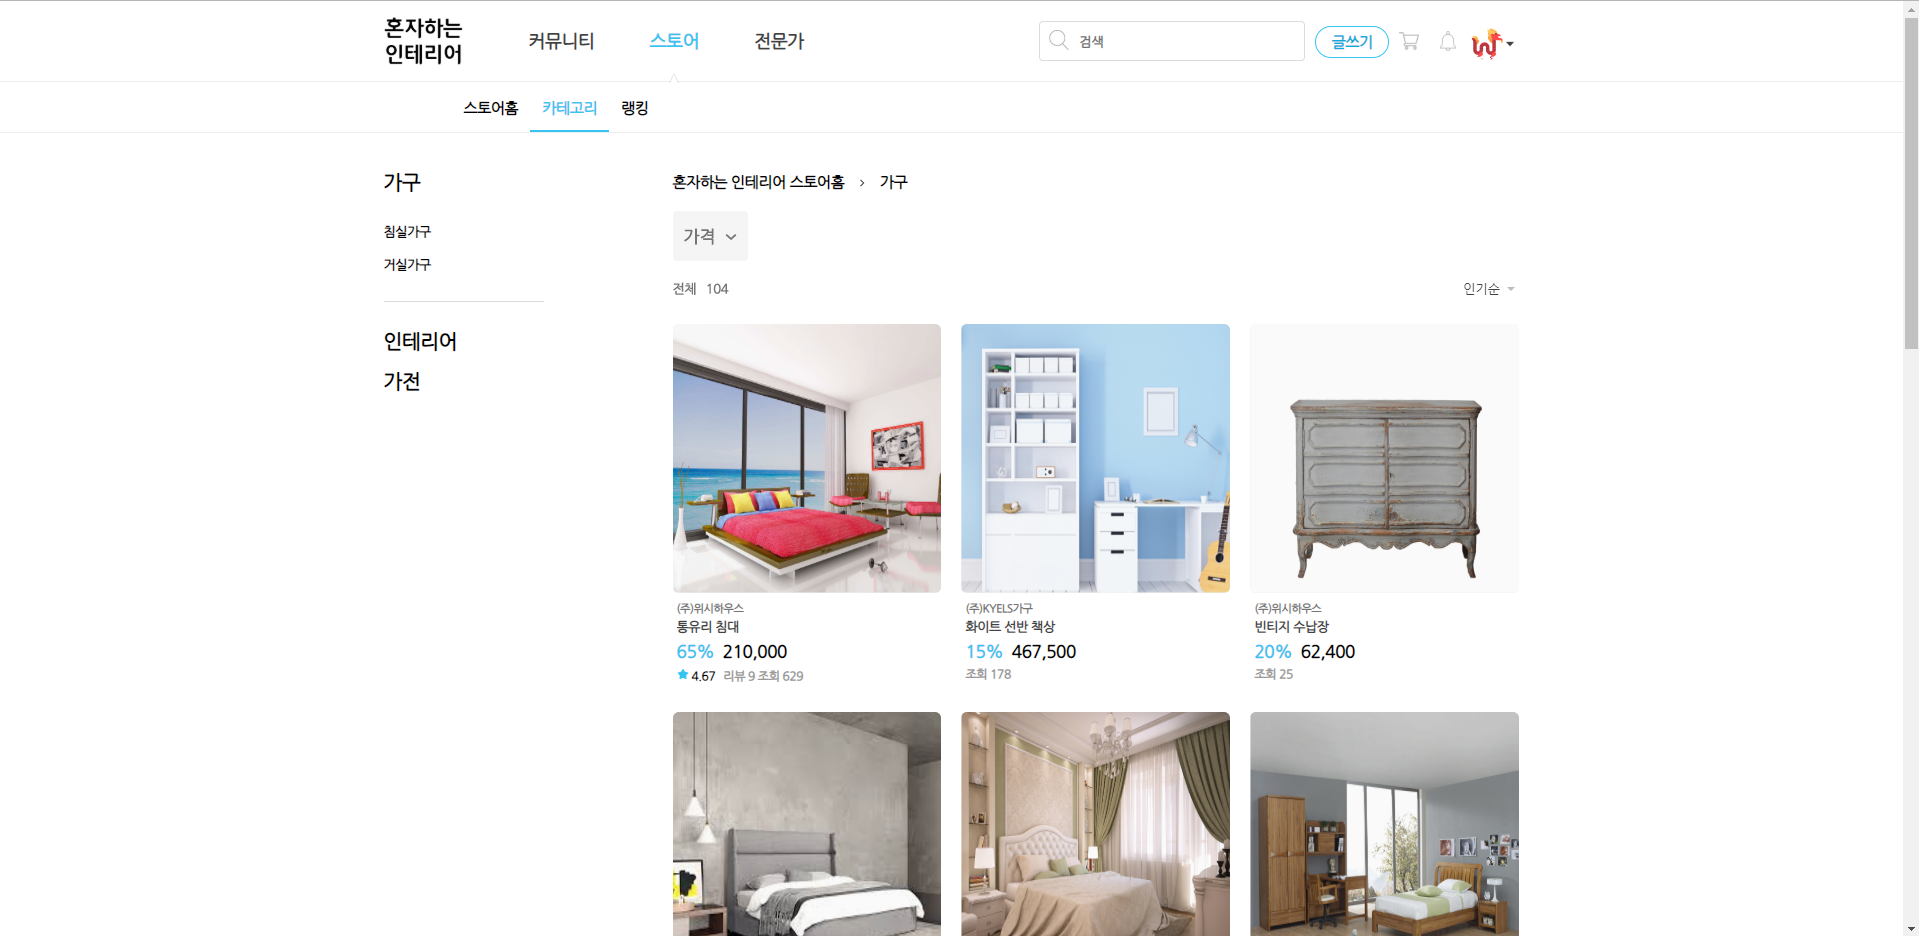 혼자하는
인테리어
커뮤니티
스토어
전문가
검색
글쓰기
스토어홈
카테고리
랭킹
가구
침실가구
거실가구
인테리어
가전
혼자하는 인테리어 스토어홈 › 가구
가격
전체 104
인기순
(주)위시하우스
통유리 침대
65% 210,000
4.67 리뷰 9 조회 629
(주)KYELS가구
화이트 선반 책상
15% 467,500
조회 178
(주)위시하우스
빈티지 수납장
20% 62,400
조회 25